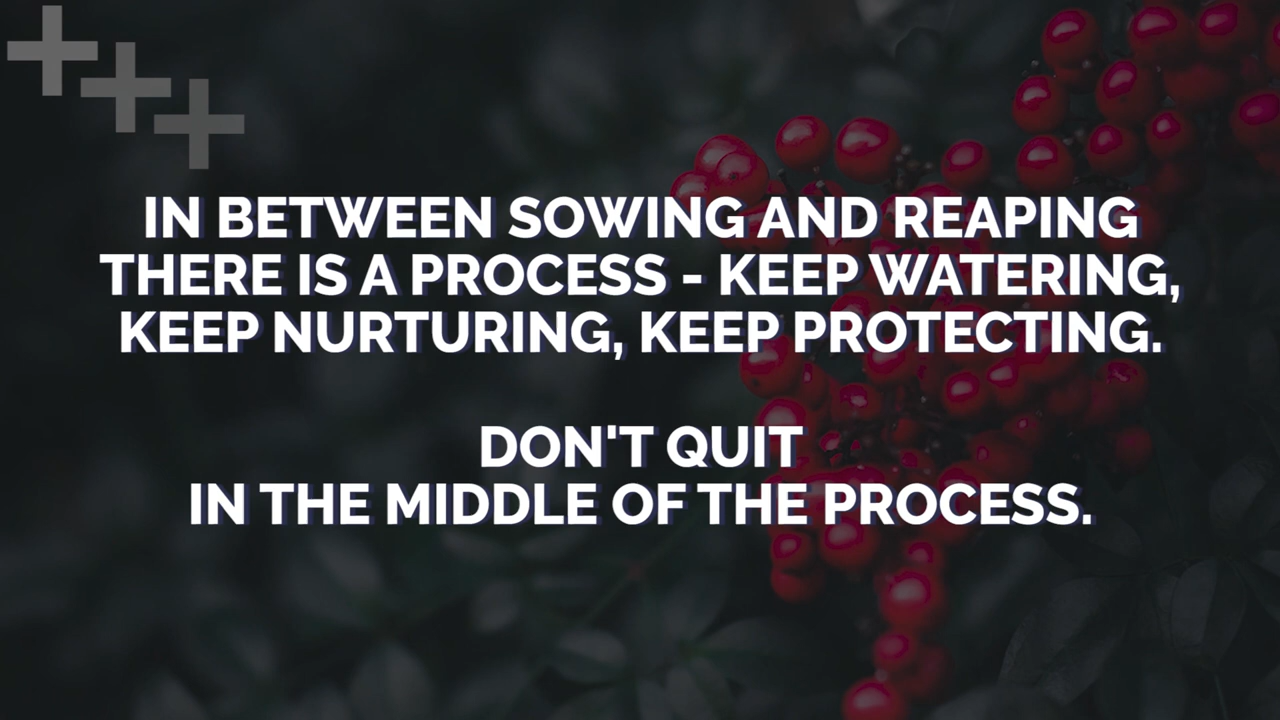 IN BETWEEN SOWING AND REAPING
THERE IS A PROCESS - KEEP WATERING,
KEEP NURTURING, KEEP PROTECTING.
DON'T QUIT
IN THE MIDDLE OF THE PROCESS.